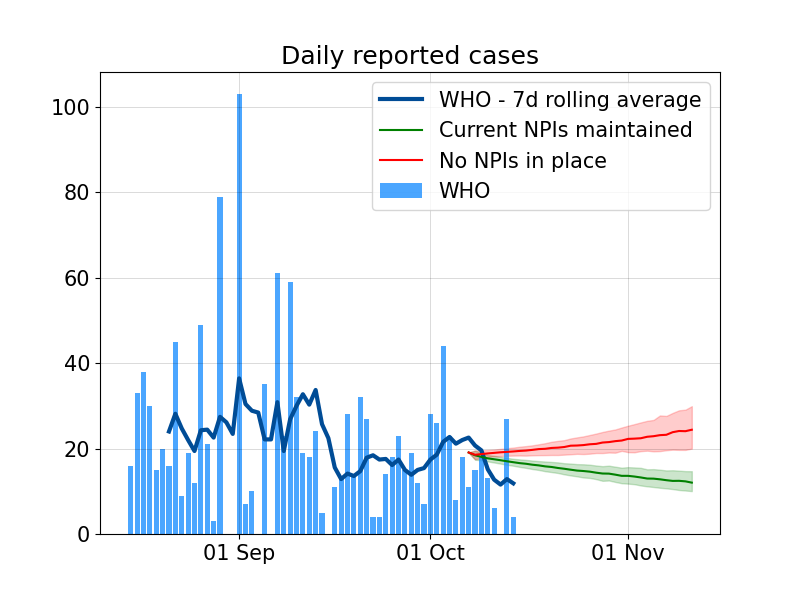 Daily reported cases
100
80
60
40
20
0
WHO - 7d rolling average
Current NPIs maintained
No NPIs in place
WHO
01 Sep
01 Oct
01 Nov